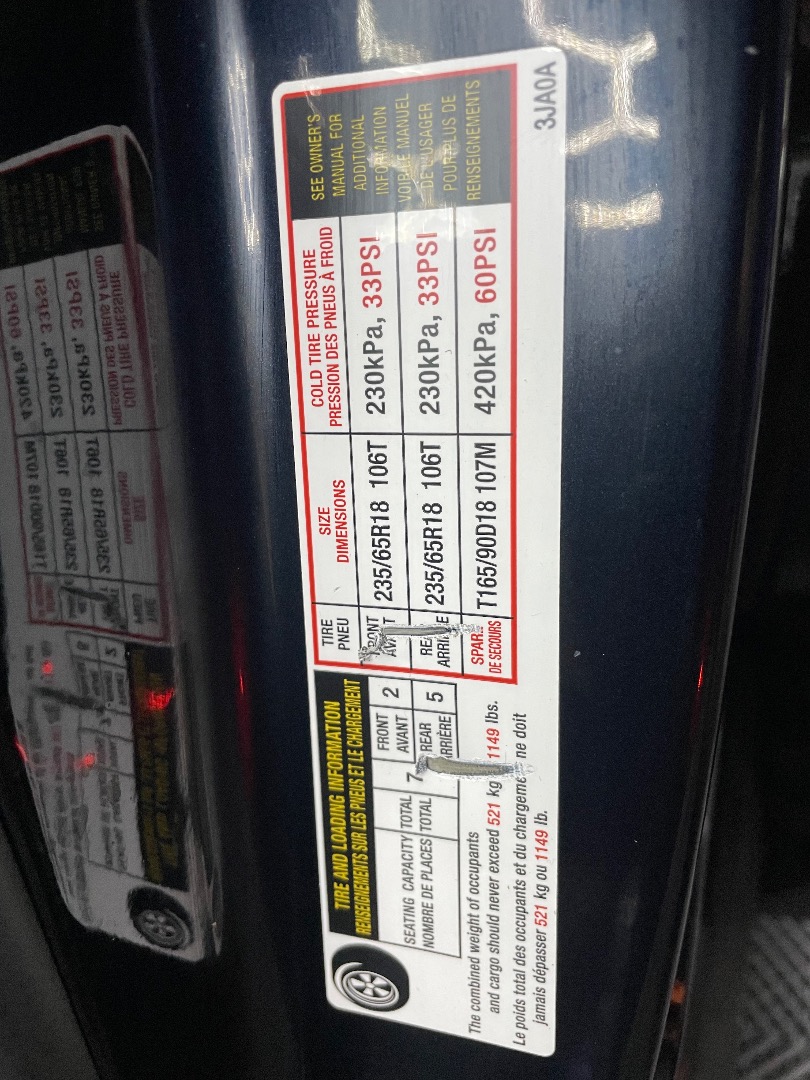 TIRE AND LOADING INFORMATION
RENSEIGNEMENTS SUR LES PNEUS ET LE CHARGEMENT
SEATING CAPACITY TOTAL 7 FRONT AVANT 2
NOMBRE DE PLACES TOTAL REAR 5
The combined weight of occupants
and cargo should never exceed 521 kg 1149 lbs.
Le poids total des occupants et du ne doit
jamais dépasser 521 kg ou 1149 lb.
TIRE
PNEU
SIZE
DIMENSIONS
COLD TIRE PRESSURE
PRESSION DES PNEUS À FROID
235/65R18 106T 230kPa, 33PSI
235/65R18 106T 230kPa, 33PSI
DE SECOURS T165/90D18 107M 420kPa, 60PSI
SEE OWNER'S
MANUAL FOR
ADDITIONAL
INFORMATION
VOIR LE MANUEL
DE L'USAGER
POUR PLUS DE
RENSEIGNEMENTS
3JA0A